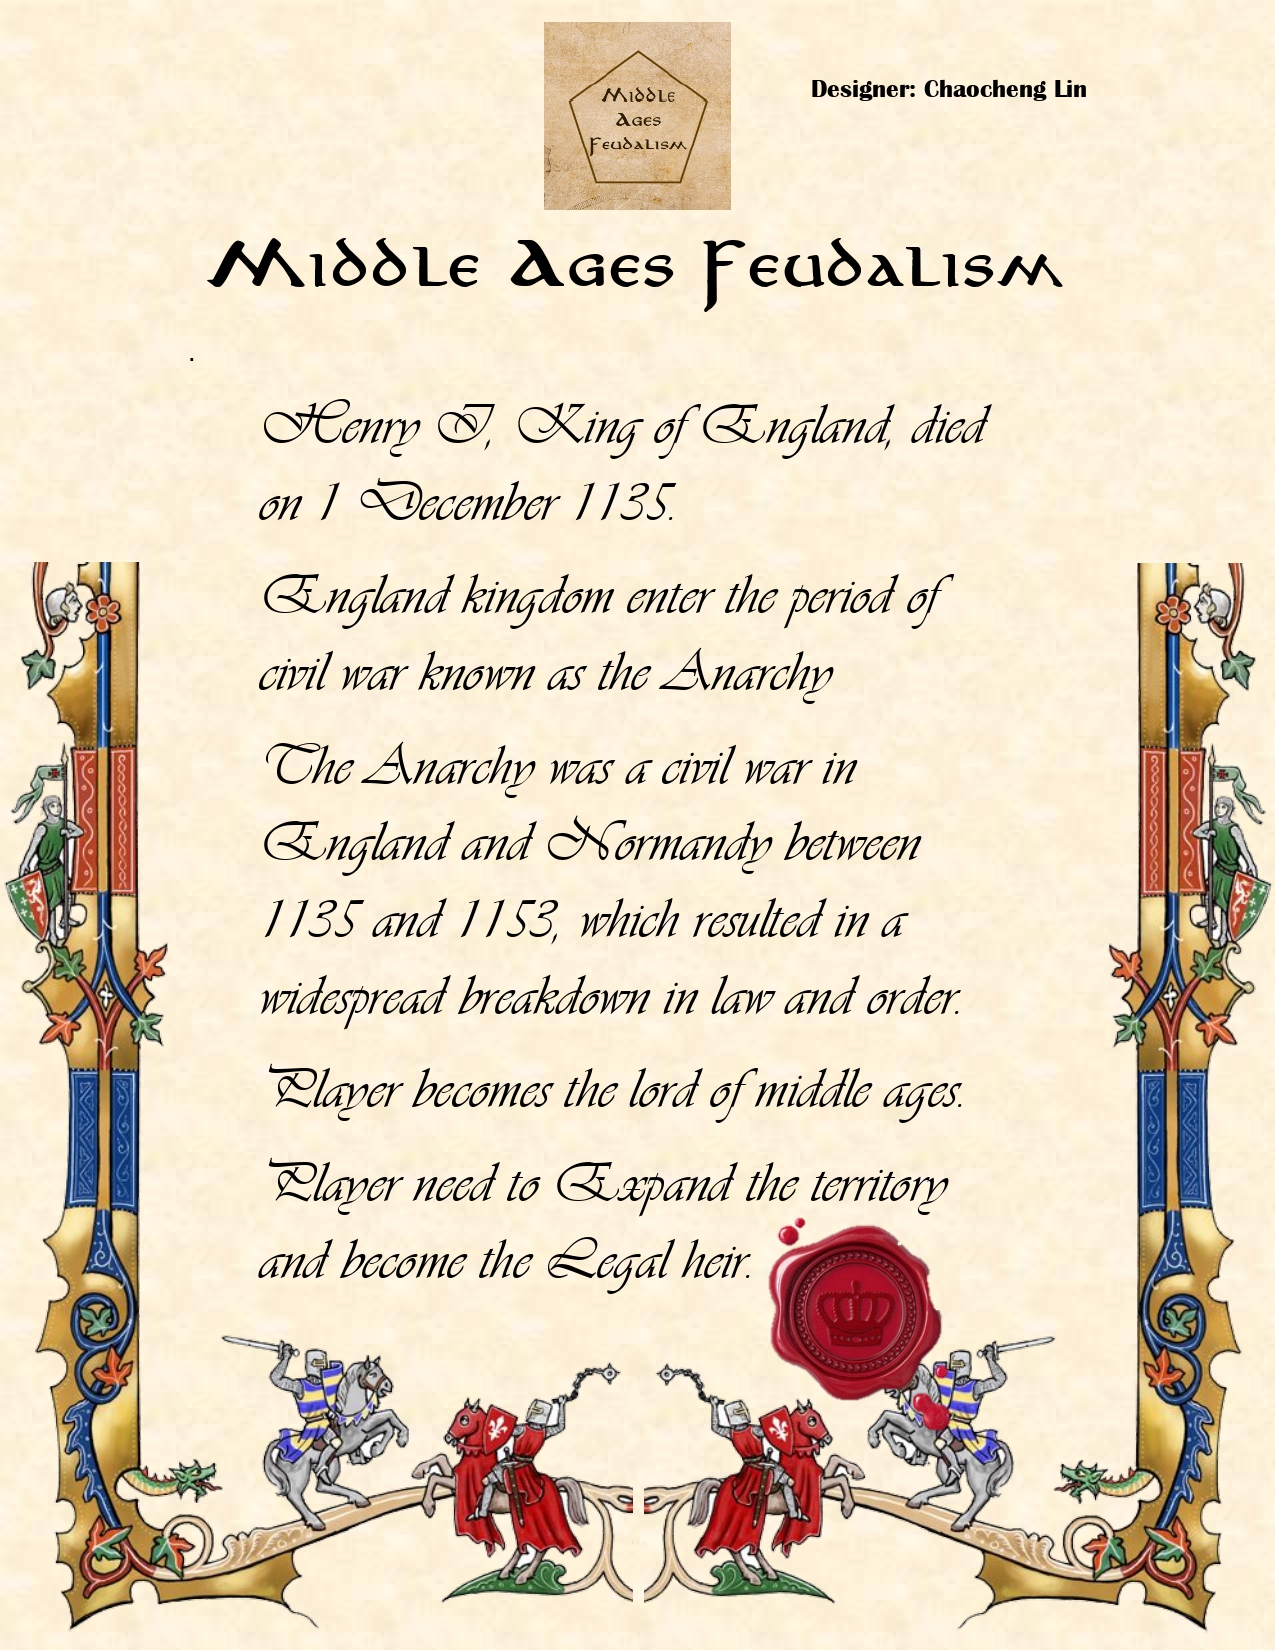 Middle
Ages
Feudalism
Designer: Chaocheng Lin
Middle Ages Feudalism
.
Henry I, King of England, died
on 1 December 1135.
England kingdom enter the period of
civil war known as the Anarchy
The Anarchy was a civil war in
England and Normandy between
1135 and 1153, which resulted in a
widespread breakdown in law and order.
Player becomes the lord of middle ages.
Player need to Expand the territory
and become the Legal heir.